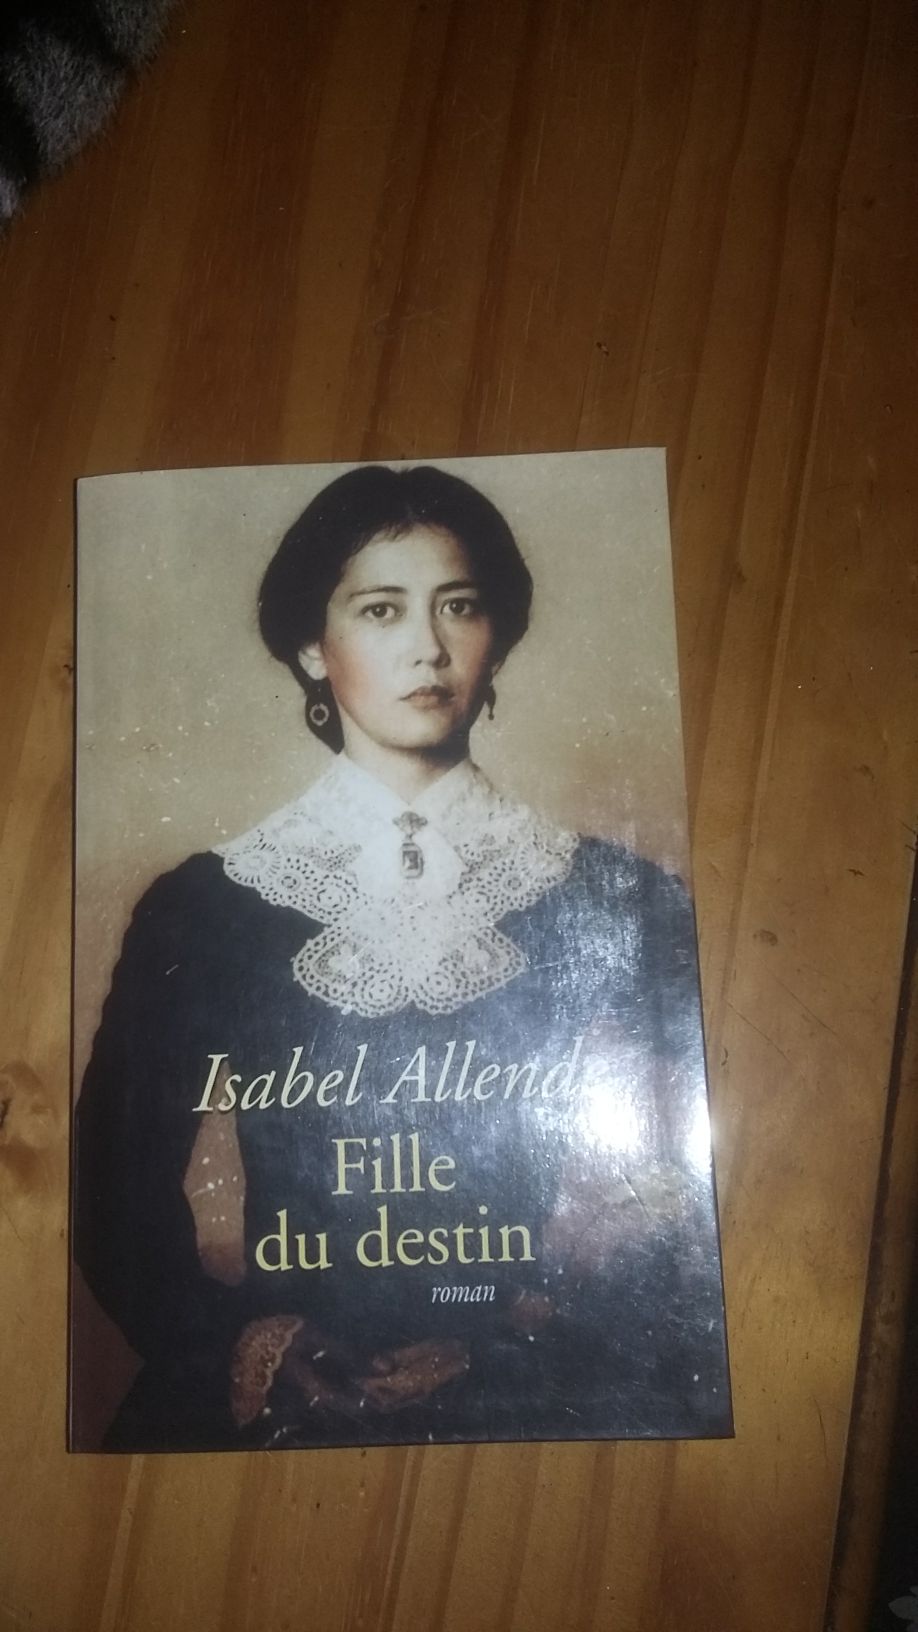 Isabel Allend
Fille
du destin
roman